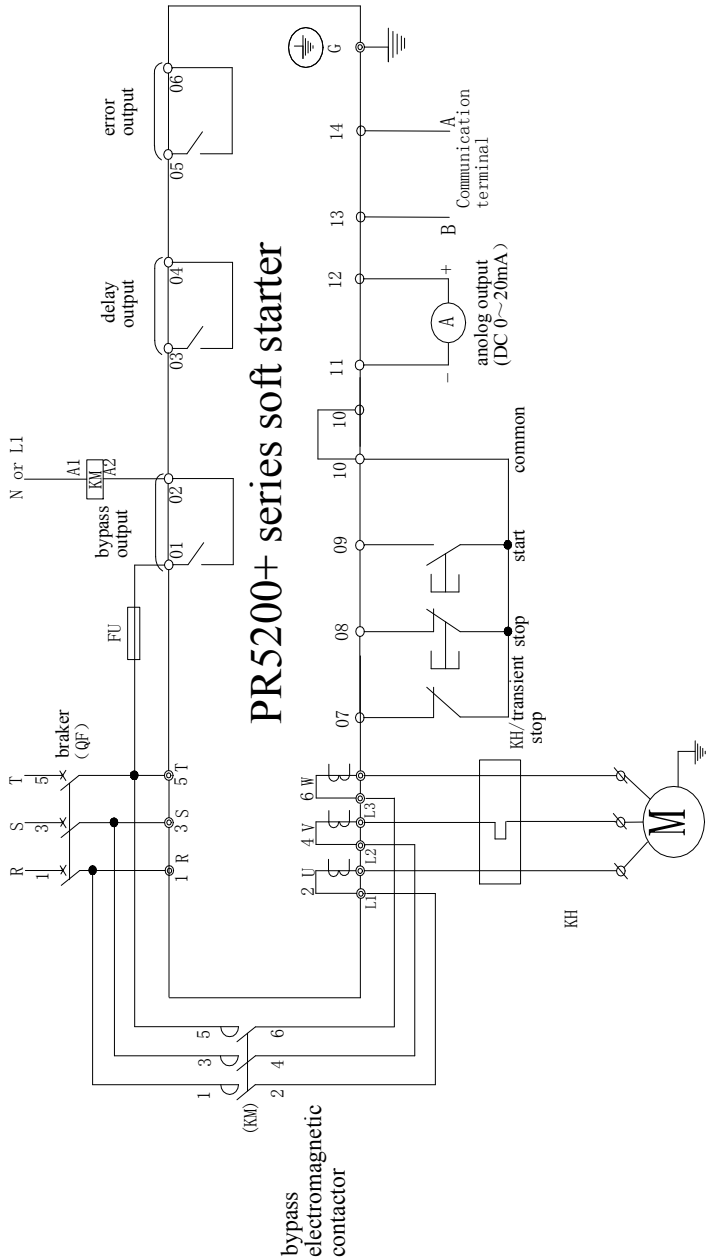 R
S
T
1
3
5
braker
(QF)
FU
N or L1
A1
KM
A2
bypass
output
delay
output
error
output
1 R
3 S
5 T
01
02
03
04
05
06
PR5200+ series soft starter
1
3
5
(KM)
2
4
6
bypass
electromagnetic
contactor
2 U
4 V
6 W
L1
L2
L3
07
08
09
10
10
11
12
13
14
G
KH/transient
stop
stop
start
common
-
A
+
anolog output
(DC 0～20mA)
B
A
Communication
terminal
KH
M